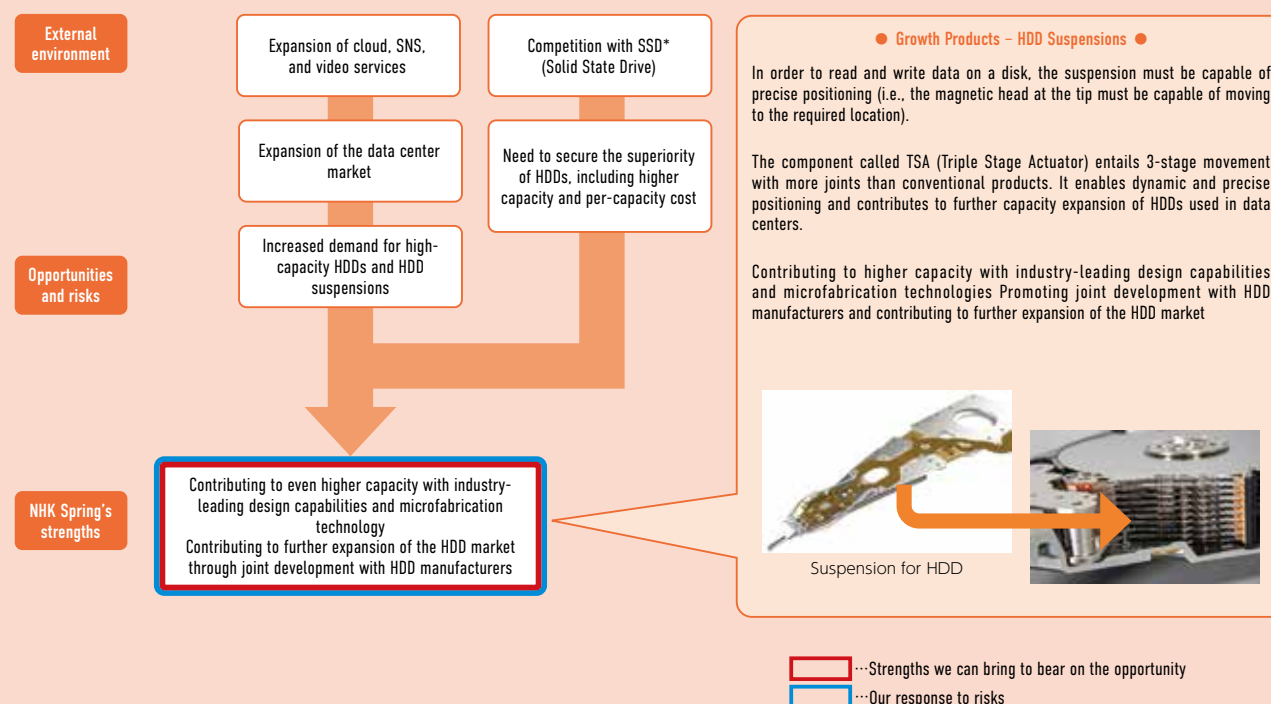 External
environment
Expansion of cloud, SNS,
and video services
Competition with SSD*
(Solid State Drive)
Expansion of the data center
market
Need to secure the superiority
of HDDs, including higher
capacity and per-capacity cost
Opportunities
and risks
Increased demand for high-
capacity HDDs and HDD
suspensions
NHK Spring's
strengths
Contributing to even higher capacity with industry-
leading design capabilities and microfabrication
technology
Contributing to further expansion of the HDD market
through joint development with HDD manufacturers
● Growth Products – HDD Suspensions ●
In order to read and write data on a disk, the suspension must be capable of
precise positioning (i.e., the magnetic head at the tip must be capable of moving
to the required location).
The component called TSA (Triple Stage Actuator) entails 3-stage movement
with more joints than conventional products. It enables dynamic and precise
positioning and contributes to further capacity expansion of HDDs used in data
centers.
Contributing to higher capacity with industry-leading design capabilities
and microfabrication technologies Promoting joint development with HDD
manufacturers and contributing to further expansion of the HDD market
Suspension for HDD
···Strengths we can bring to bear on the opportunity
···Our response to risks